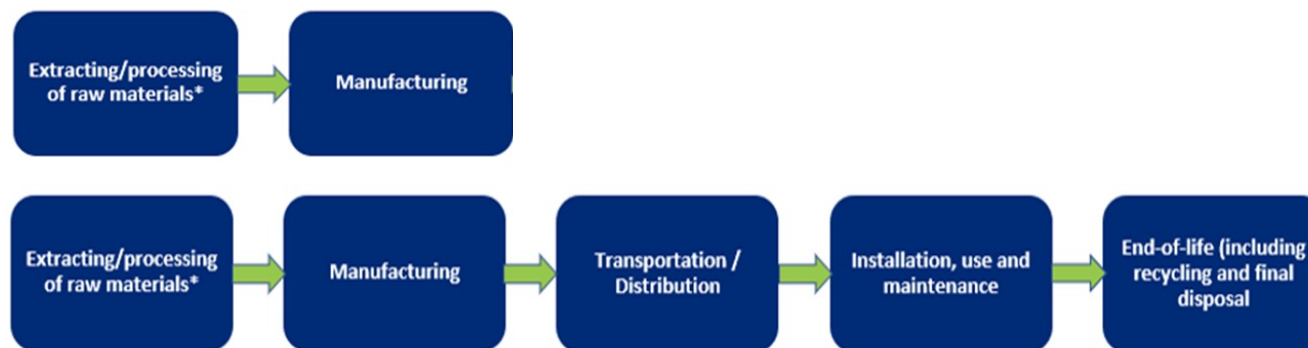 Extracting/processing
of raw materials*
Manufacturing
Extracting/processing
of raw materials*
Manufacturing
Transportation /
Distribution
Installation, use and
maintenance
End-of-life (including
recycling and final
disposal